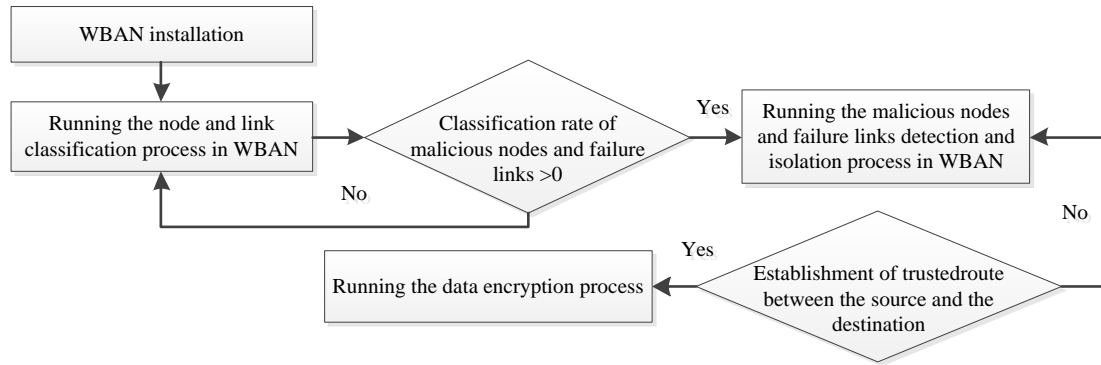 WBAN installation
Running the node and link
classification process in WBAN
Classification rate of
malicious nodes and failure
links >0
Yes
Running the malicious nodes
and failure links detection and
isolation process in WBAN
No
No
Yes
Running the data encryption process
Establishment of trustedroute
between the source and the
destination